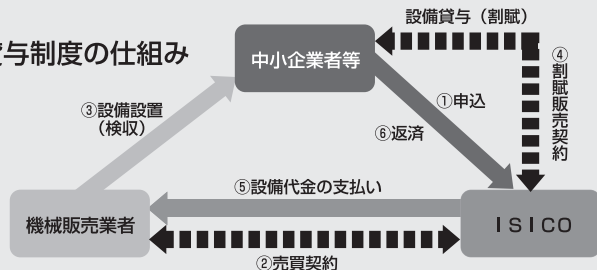 与制度の仕組み
設備貸与（割賦）
中小企業者等
①申込
⑥返済
④割賦販売契約
③設備設置
（検収）
⑤設備代金の支払い
機械販売業者
ＩＳＩＣＯ
②売買契約